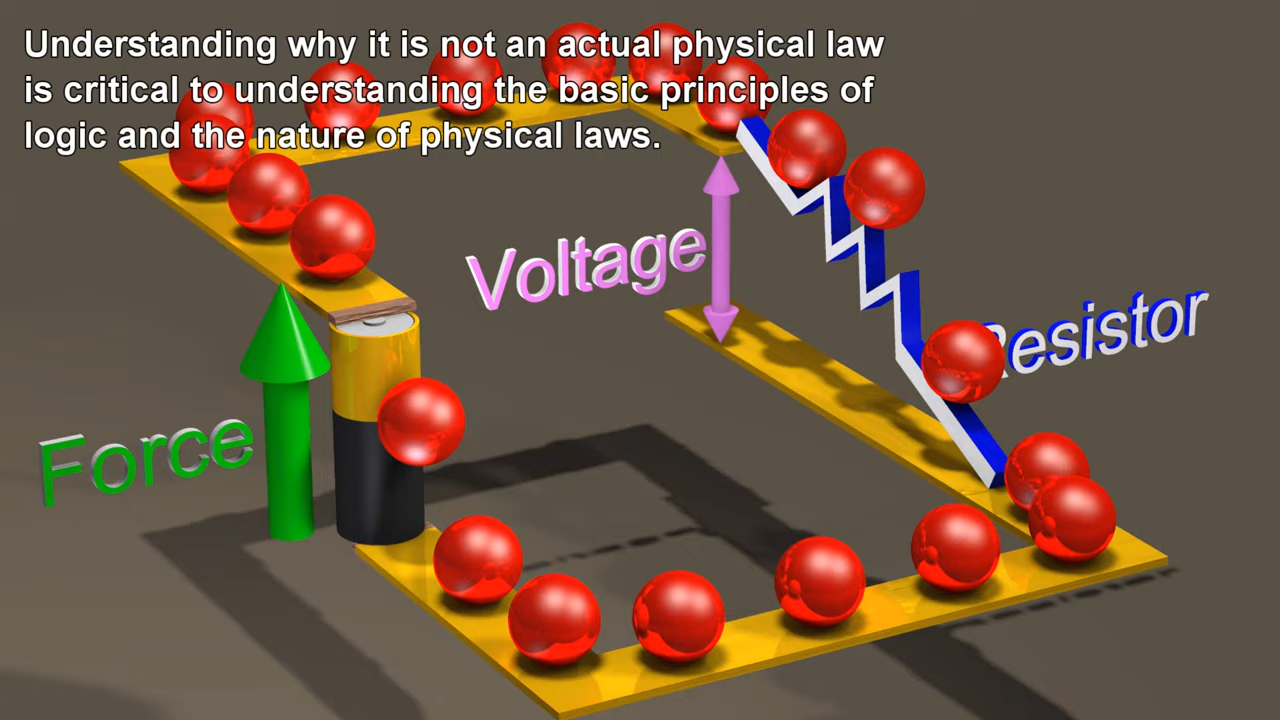 Understanding why it is not an actual physical law
is critical to understanding the basic principles of
logic and the nature of physical laws.
Voltage
Resistor
Force